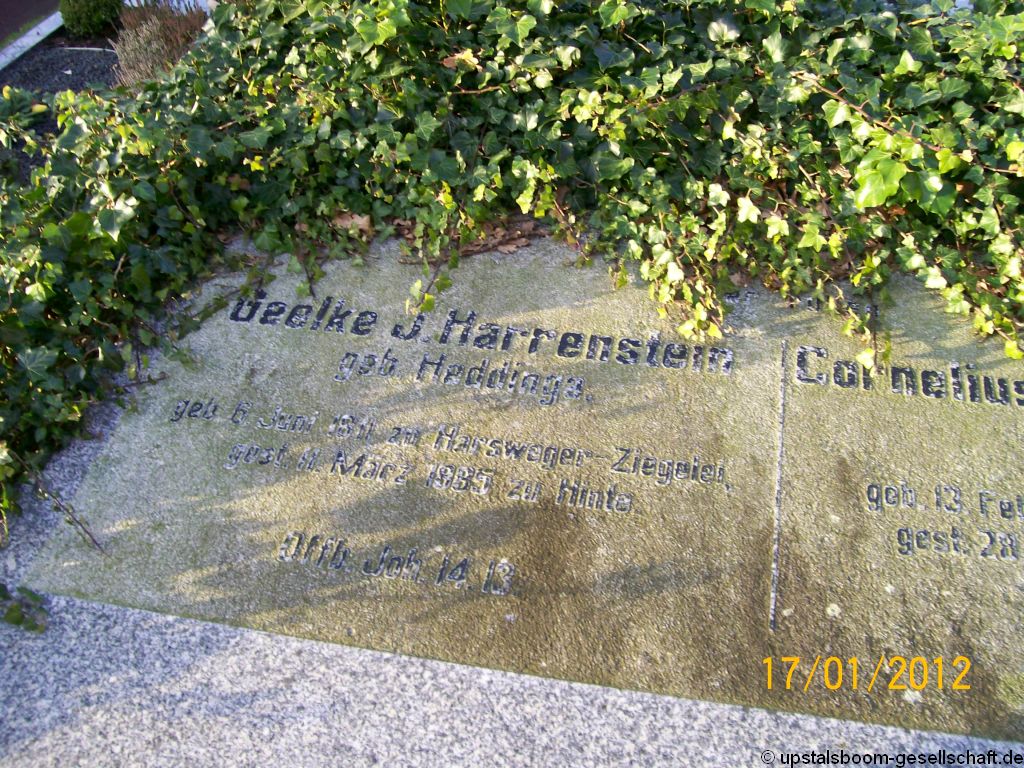 Geelke J. Harrenstein
geb. Heddinga.
geb. 6. Juni 1811 zu Harsweger-Ziegelei,
gest. 11. März 1885 zu Hinte.
Offb. Joh. 14. 13
Cornelius
geb. 13. Fe
gest. 28
17/01/2012
© upstalsboom-gesellschaft.de